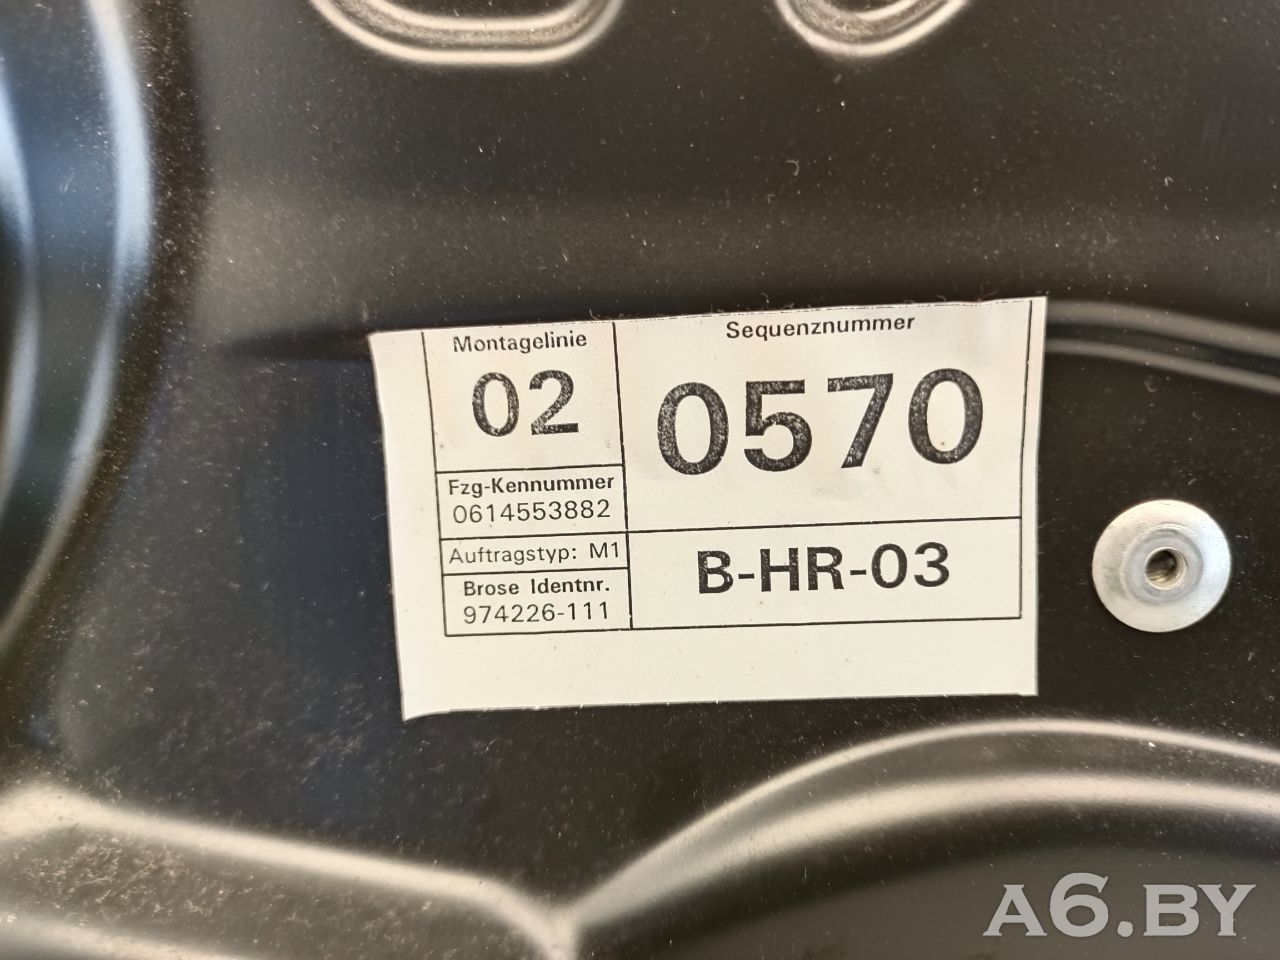 Montagelinie
02
Sequenznummer
0570
Fzg-Kennummer
0614553882
Auftragstyp: M1
Brose Identnr.
974226-111
B-HR-03
A6.BY